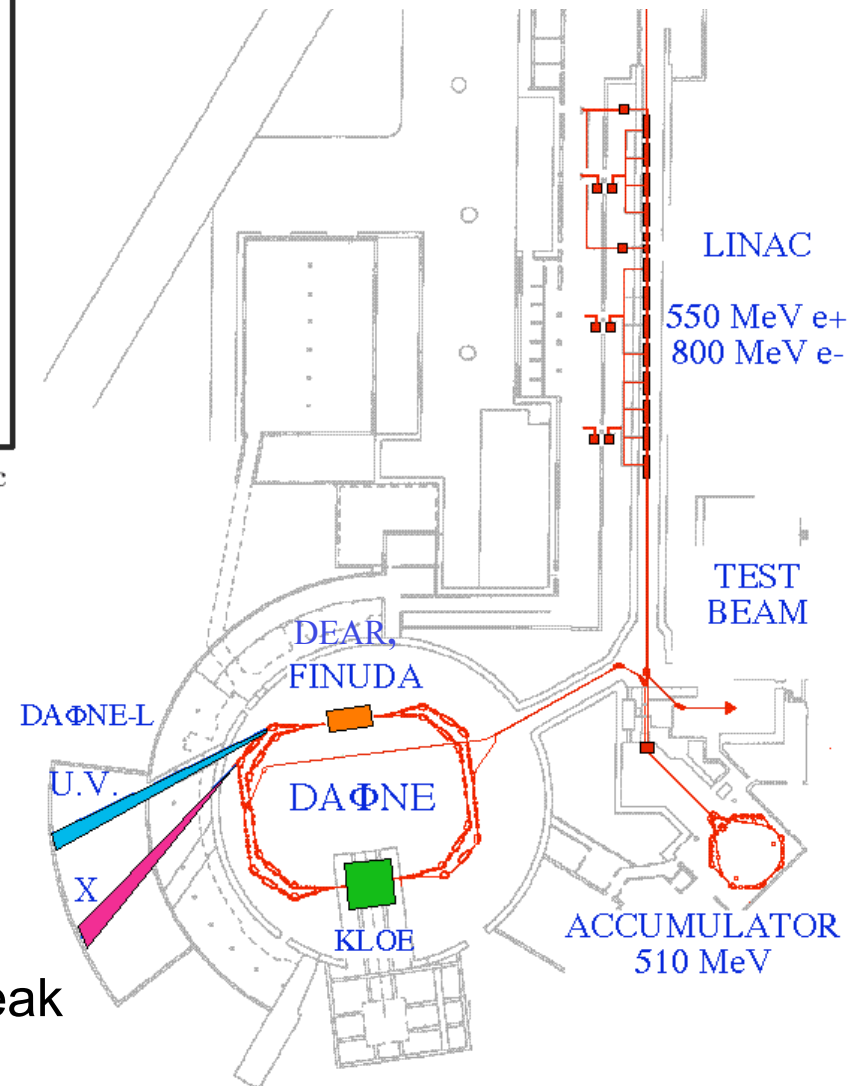 c
LINAC
550 MeV e+
800 MeV e-
TEST
BEAM
DEAR,
FINUDA
DAΦNE-L
U.V.
DAΦNE
X
KLOE
ACCUMULATOR
510 MeV
eak